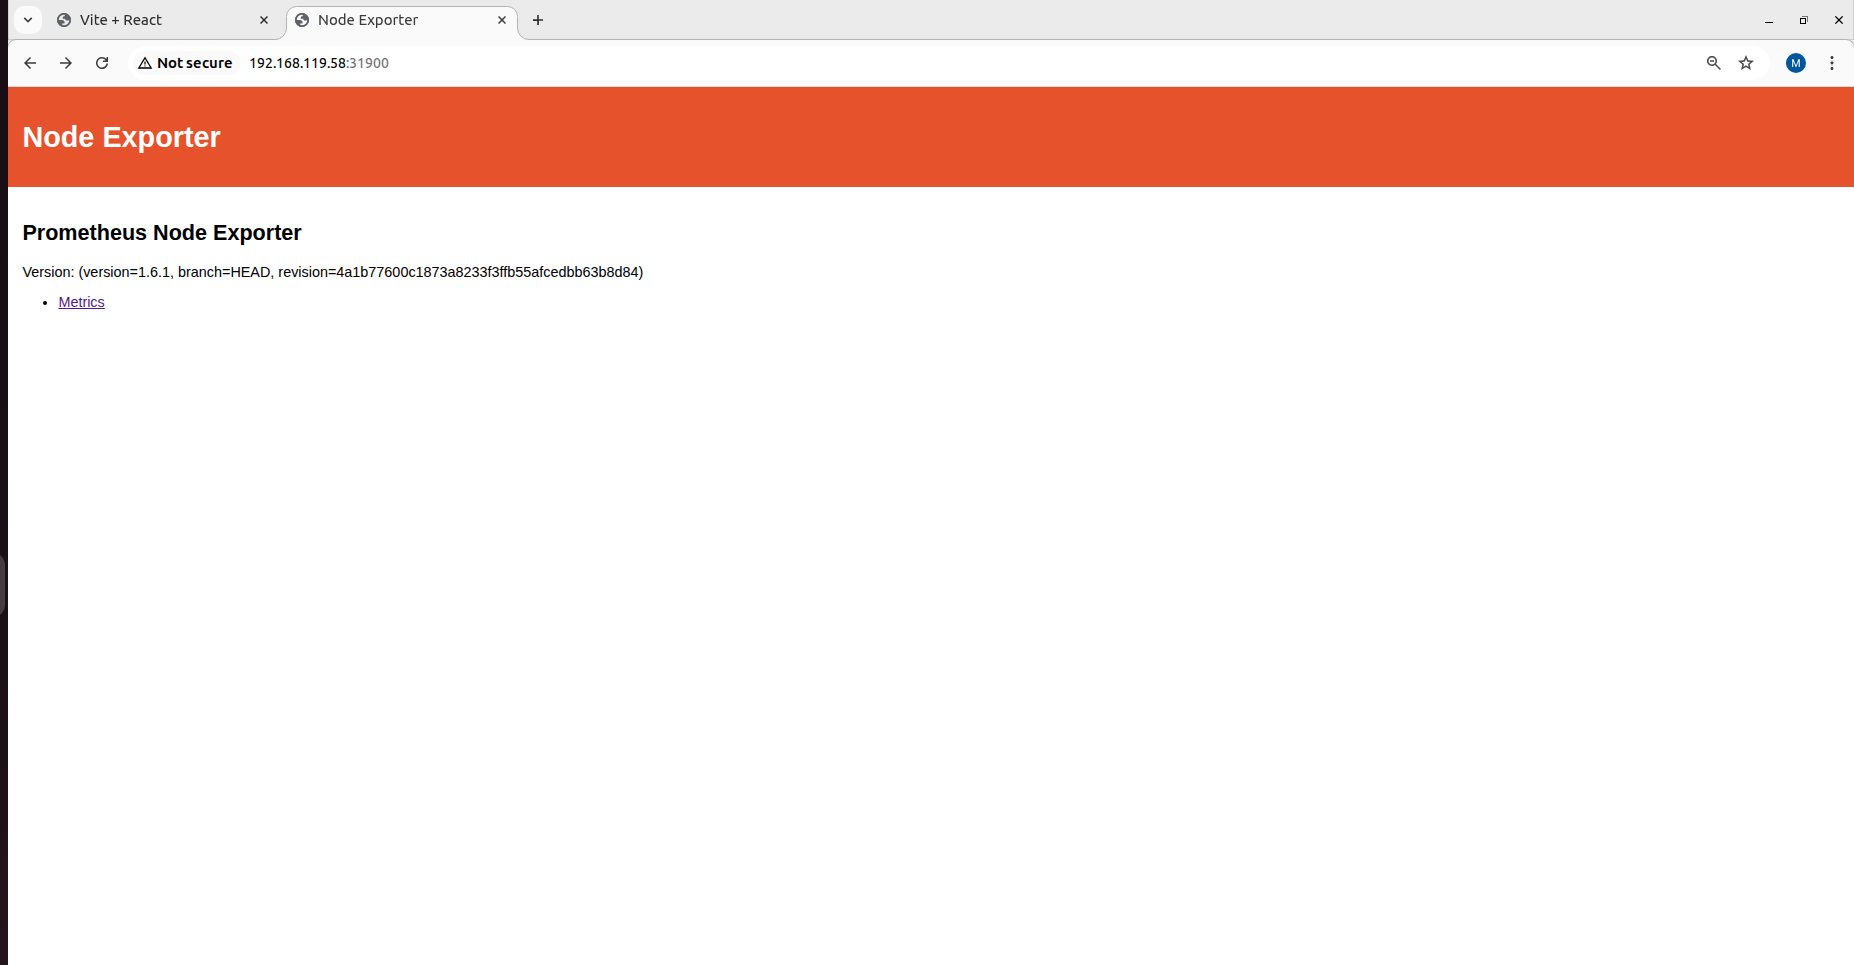 Vite + React
Node Exporter
Not secure
192.168.119.58:31900
M
Node Exporter
Prometheus Node Exporter
Version: (version=1.6.1, branch=HEAD, revision=4a1b77600c1873a8233f3ffb55afcedbb63b8d84)
Metrics